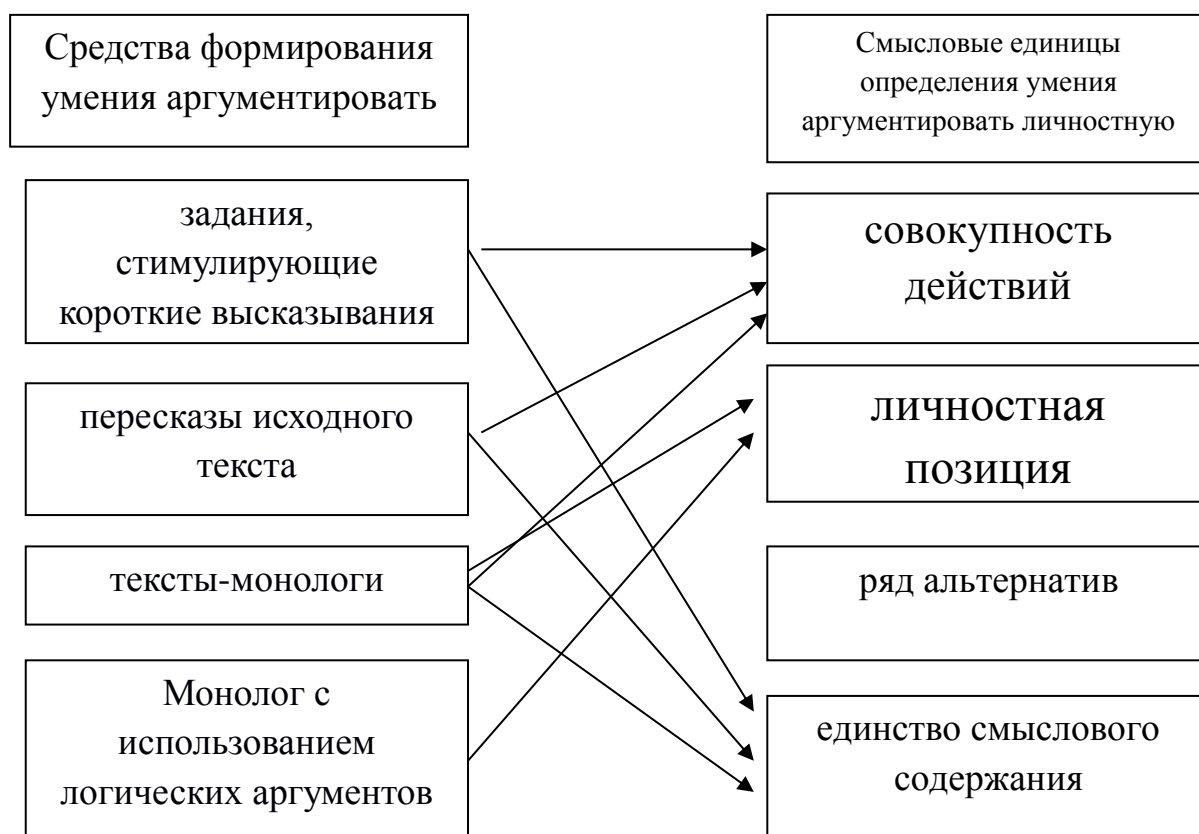 Средства формирования
умения аргументировать
Смысловые единицы
определения умения
аргументировать личностную
задания,
стимулирующие
короткие высказывания
совокупность
действий
пересказы исходного
текста
личностная
позиция
тексты-монологи
ряд альтернатив
Монолог с
использованием
логических аргументов
единство смыслового
содержания